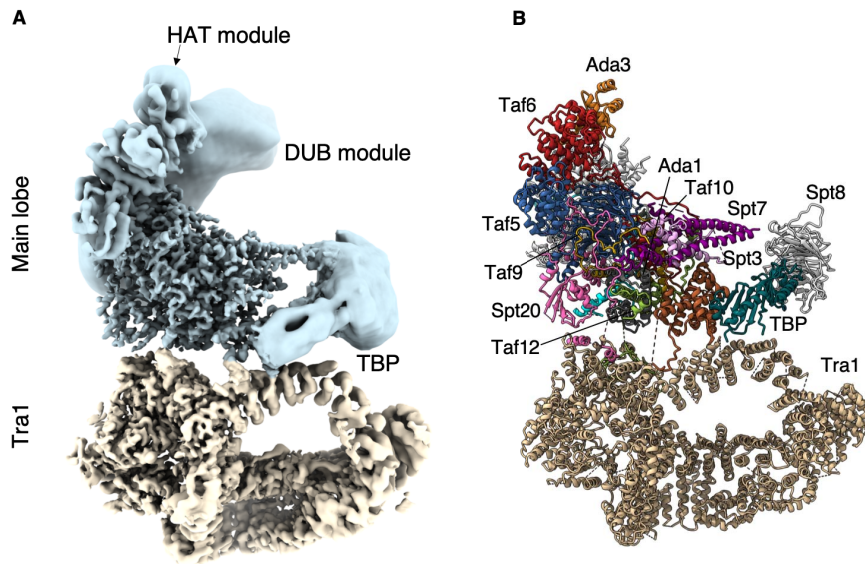 A
HAT module
DUB module
Main lobe
TBP
Tra1
B
Ada3
Taf6
Ada1
Taf10
Spt7
Spt8
Taf5
Taf9
Spt3
Spt20
TBP
Taf12
Tra1